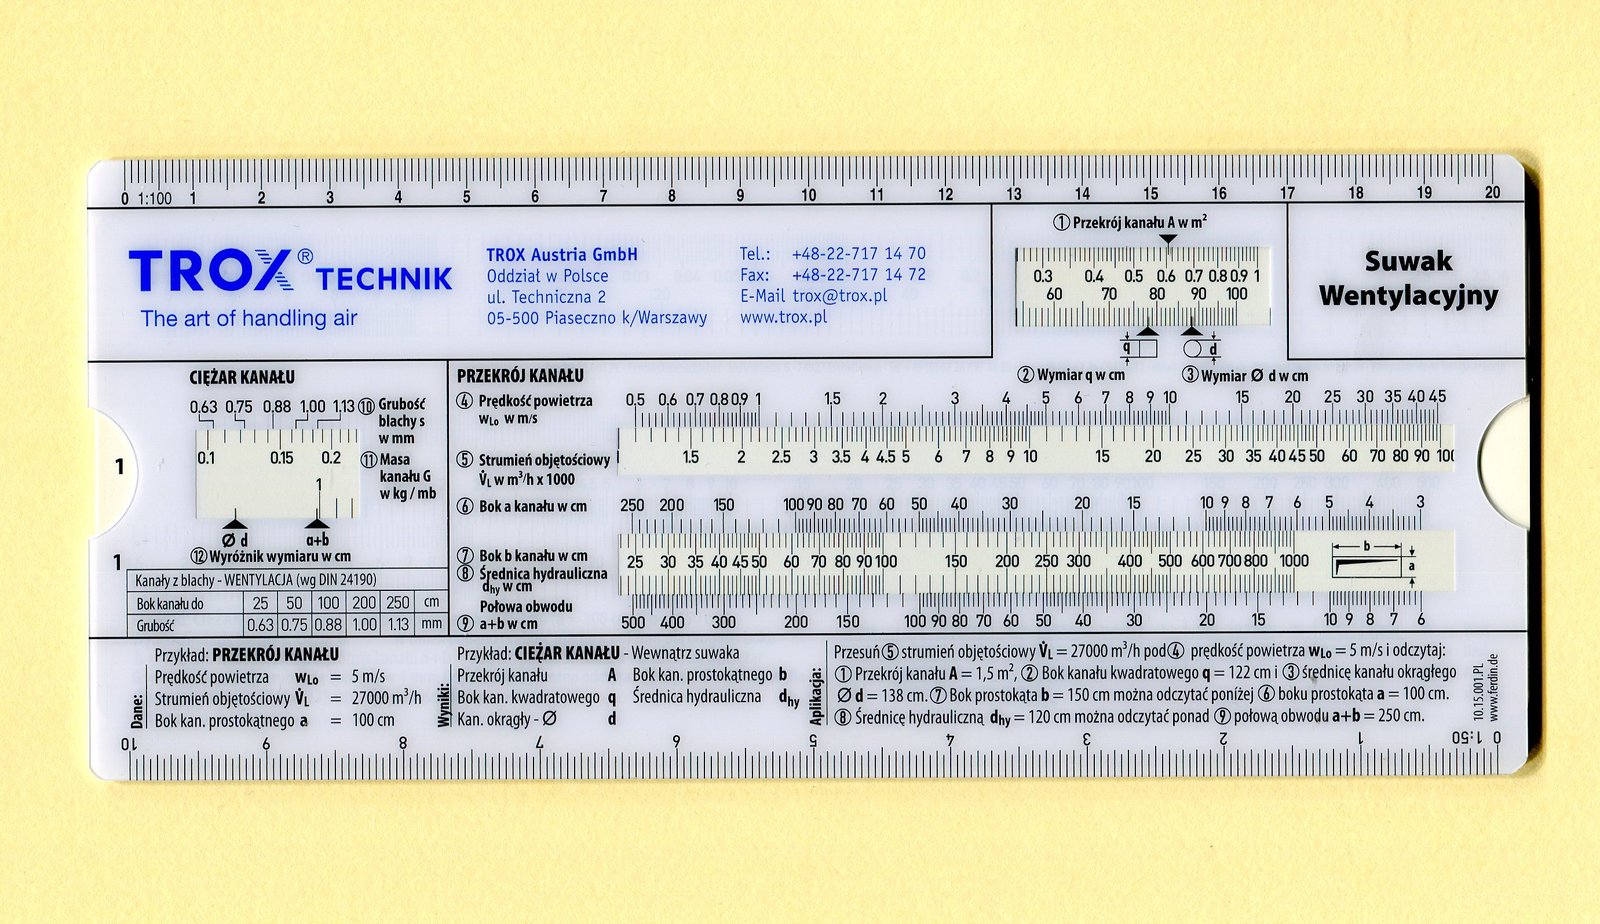 0 1:100 1 2 3 4 5 6 7 8 9 10 11 12 13 14 15 16 17 18 19 20
TROX® TECHNIK
The art of handling air
TROX Austria GmbH
Oddział w Polsce
ul. Techniczna 2
05-500 Piaseczno k/Warszawy
Tel.: +48-22-717 14 70
Fax: +48-22-717 14 72
E-Mail trox@trox.pl
www.trox.pl
① Przekrój kanału A w m²
0.3 0.4 0.5 0.6 0.7 0.8 0.9 1
60 70 80 90 100
q d
② Wymiar q w cm ③ Wymiar Ø d w cm
Suwak
Wentylacyjny
CIĘŻAR KANAŁU
0.63 0.75 0.88 1.00 1.13 ⑩ Grubość
blachy s
w mm
0.1 0.15 0.2 ⑪ Masa
kanału G
w kg / mb
1
1
Ø d a+b
⑫ Wyróżnik wymiaru w cm
1
Kanały z blachy - WENTYLACJA (wg DIN 24190)
Bok kanału do 25 50 100 200 250 cm
Grubość 0.63 0.75 0.88 1.00 1.13 mm
PRZEKRÓJ KANAŁU
④ Prędkość powietrza
wLo w m/s
0.5 0.6 0.7 0.8 0.9 1 1.5 2 3 4 5 6 7 8 9 10 15 20 25 30 35 40 45
⑤ Strumień objętościowy
V̇L w m³/h x 1000
1.5 2 2.5 3 3.5 4 4.5 5 6 7 8 9 10 15 20 25 30 35 40 45 50 60 70 80 90 100
⑥ Bok a kanału w cm
250 200 150 100 90 80 70 60 50 40 30 20 15 10 9 8 7 6 5 4 3
⑦ Bok b kanału w cm
⑧ Średnica hydrauliczna
dhy w cm
25 30 35 40 45 50 60 70 80 90 100 150 200 250 300 400 500 600 700 800 1000
b
a
Połowa obwodu
⑨ a+b w cm
500 400 300 200 150 100 90 80 70 60 50 40 30 20 15 10 9 8 7 6
Przykład: PRZEKRÓJ KANAŁU
Dane:
Prędkość powietrza wLo = 5 m/s
Strumień objętościowy V̇L = 27000 m³/h
Bok kan. prostokątnego a = 100 cm
Przykład: CIĘŻAR KANAŁU - Wewnątrz suwaka
Wyniki:
Przekrój kanału A Bok kan. prostokątnego b
Bok kan. kwadratowego q Średnica hydrauliczna dhy
Kan. okrągły - Ø d
Aplikacja:
Przesuń ⑤ strumień objętościowy V̇L = 27000 m³/h pod ④ prędkość powietrza wLo = 5 m/s i odczytaj:
① Przekrój kanału A = 1,5 m², ② Bok kanału kwadratowego q = 122 cm i ③ średnicę kanału okrągłego
Ø d = 138 cm. ⑦ Bok prostokąta b = 150 cm można odczytać poniżej ⑥ boku prostokąta a = 100 cm.
⑧ Średnicę hydrauliczną dhy = 120 cm można odczytać ponad ⑨ połową obwodu a+b = 250 cm.
10.15.001.PL
www.ferdin.de
0 1:50 1 2 3 4 5 6 7 8 9 10